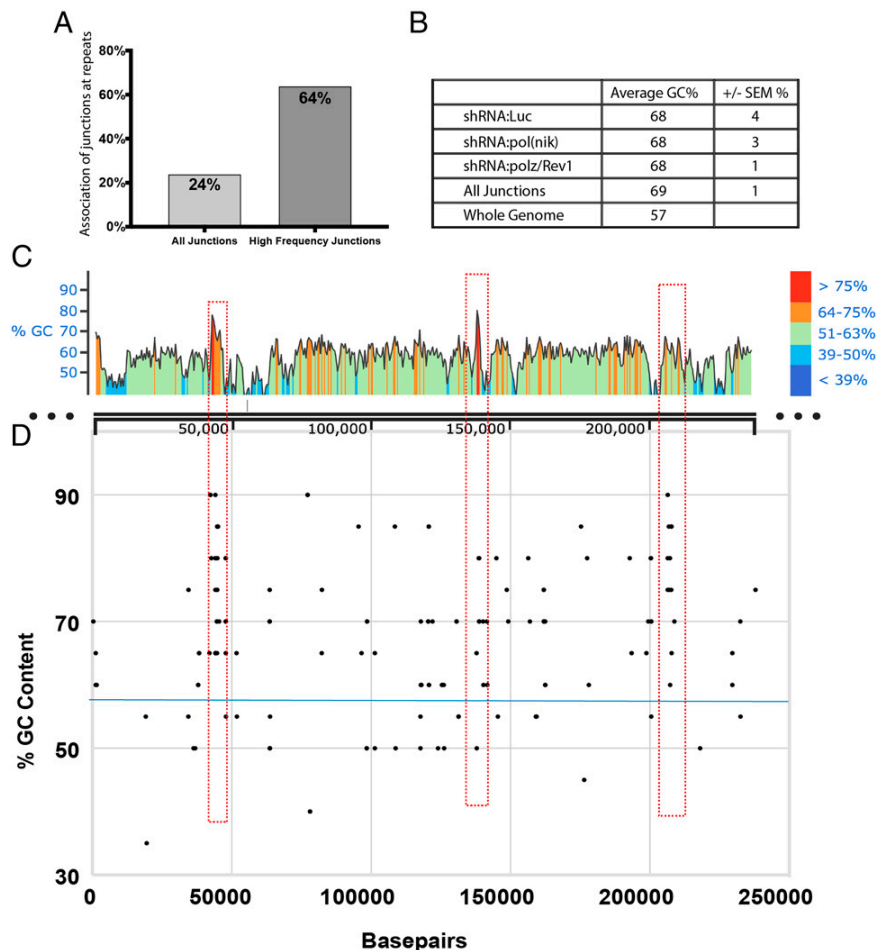 A
Association of junctions at repeats
80%
60%
40%
20%
0%
64%
24%
All Junctions
High Frequency Junctions
B
Average GC% +/- SEM %
shRNA:Luc 68 4
shRNA:pol(nik) 68 3
shRNA:polz/Rev1 68 1
All Junctions 69 1
Whole Genome 57
C
% GC
90
80
70
60
50
> 75%
64-75%
51-63%
39-50%
< 39%
50,000 100,000 150,000 200,000
D
% GC Content
90
70
50
30
0 50000 100000 150000 200000 250000
Basepairs